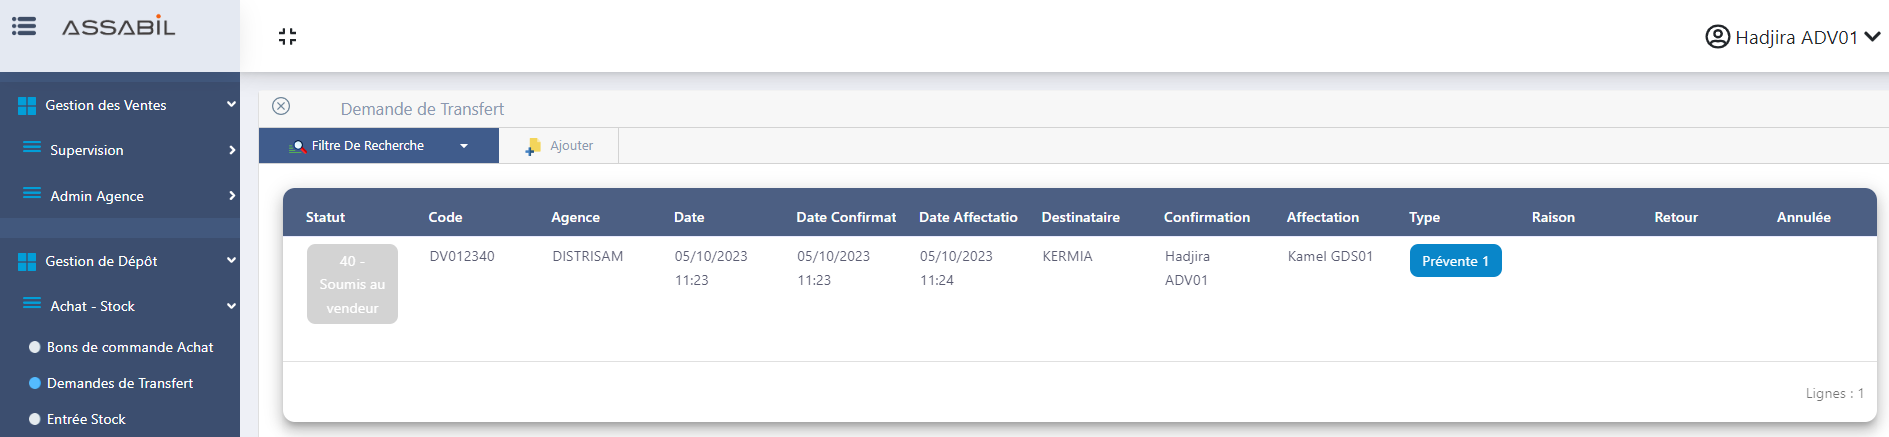 ASSABIL
Hadjira ADV01
Gestion des Ventes
Supervision
Admin Agence
Gestion de Dépôt
Achat - Stock
Bons de commande Achat
Demandes de Transfert
Entrée Stock
Demande de Transfert
Filtre De Recherche
Ajouter
Statut Code Agence Date Date Confirmat Date Affectatio Destinataire Confirmation Affectation Type Raison Retour Annulée
40 - DV012340 DISTRISAM 05/10/2023 05/10/2023 05/10/2023 KERMIA Hadjira Kamel GDS01 Prévente 1
Soumis au 11:23 11:23 11:24 ADV01
vendeur
Lignes : 1